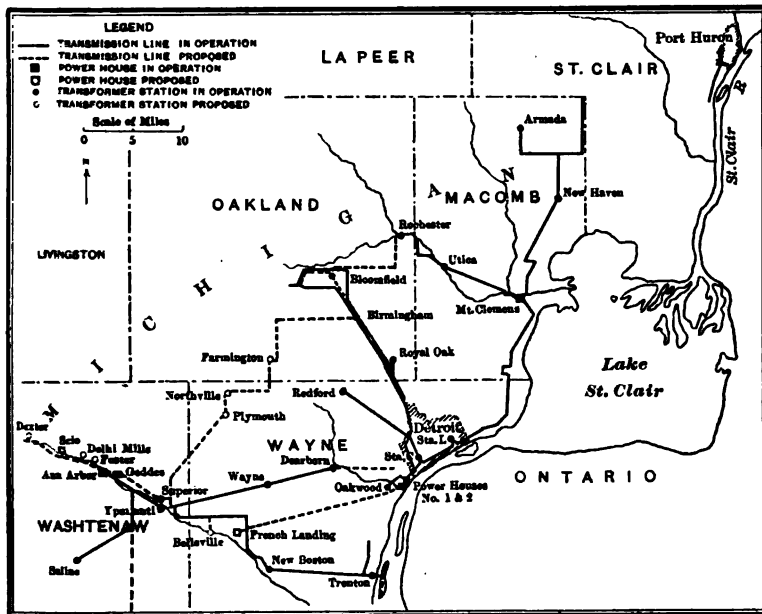 LEGEND
TRANSMISSION LINE IN OPERATION
TRANSMISSION LINE PROPOSED
POWER HOUSE IN OPERATION
POWER HOUSE PROPOSED
TRANSFORMER STATION IN OPERATION
TRANSFORMER STATION PROPOSED
Scale of Miles
0 5 10
N
LA PEER
ST. CLAIR
Port Huron
St. Clair
R
Armada
MACOMB
New Haven
OAKLAND
MICHIGAN
LIVINGSTON
Rochester
Utica
Bloomfield
Mt. Clemens
Birmingham
Farmington
Royal Oak
Lake
St. Clair
Northville
Redford
Plymouth
Detroit
Sta. L
Sta.
WAYNE
Dexter
Scio
Delhi Mills
Foster
Geddes
Ann Arbor
Dearborn
Wayne
Superior
Oakwood
Power Houses
No. 1 & 2
ONTARIO
Ypsilanti
WASHTENAW
Belleville
French Landing
Saline
New Boston
Trenton